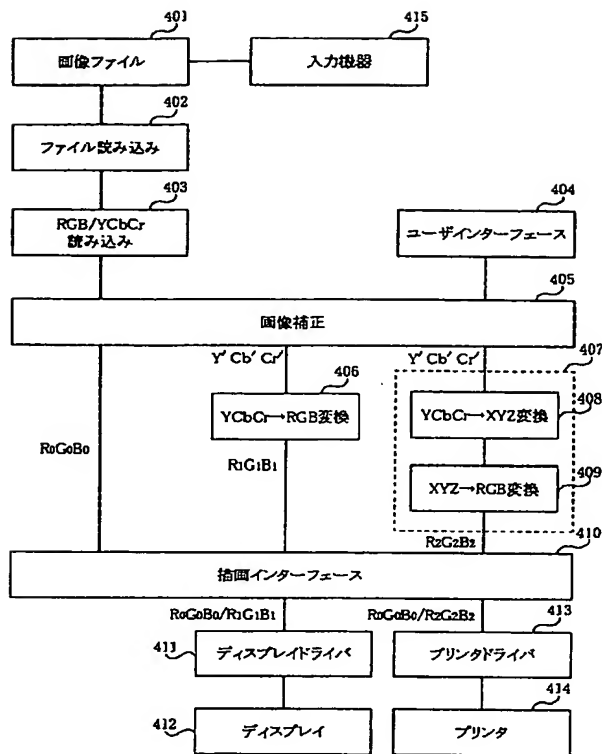 401
415
画像ファイル
入力機器
402
ファイル読み込み
403
404
RGB/YCbCr
読み込み
ユーザインターフェース
405
画像補正
Y' Cb' Cr'
Y' Cb' Cr'
407
406
408
YCbCr→RGB変換
YCbCr→XYZ変換
R0G0B0
409
R1G1B1
XYZ→RGB変換
R2G2B2
410
描画インターフェース
R0G0B0/R1G1B1
R0G0B0/R2G2B2
413
411
ディスプレイドライバ
プリンタドライバ
414
412
ディスプレイ
プリンタ